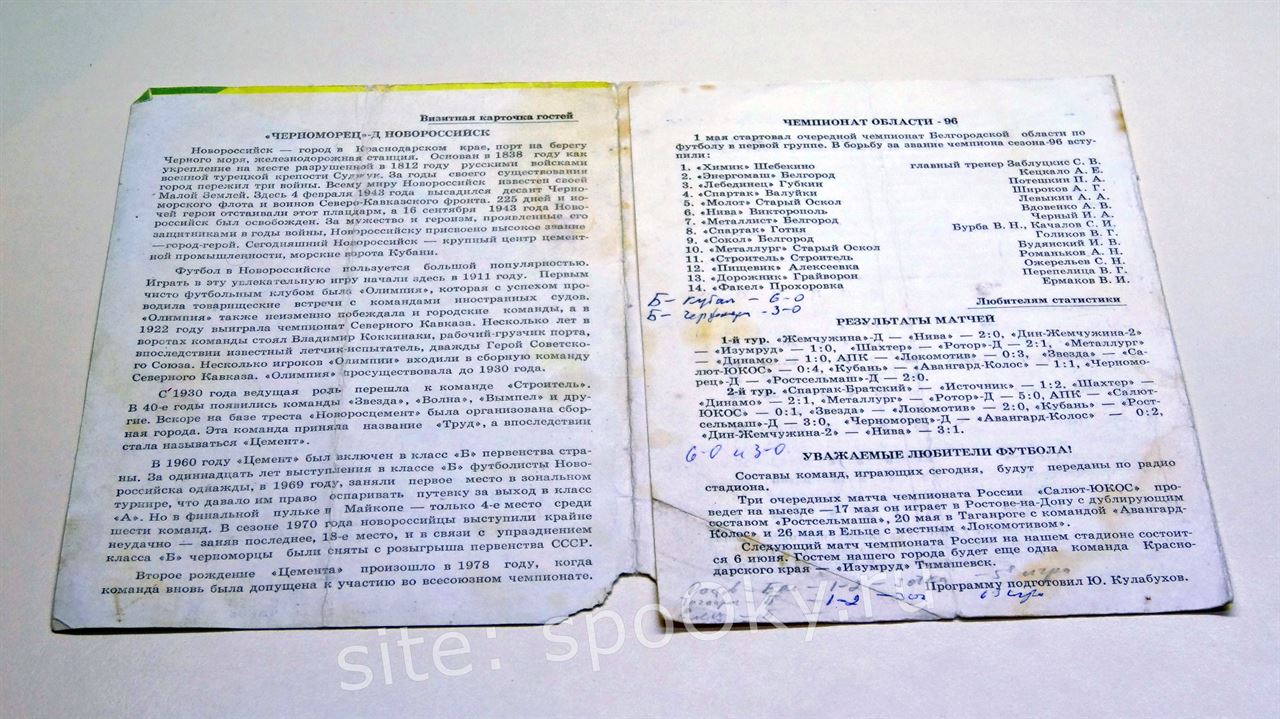 Визитная карточка гостей
«ЧЕРНОМОРЕЦ»-Д НОВОРОССИЙСК
Новороссийск — город в Краснодарском крае, порт на берегу
Черного моря, железнодорожная станция. Основан в 1838 году как
укрепление на месте разрушенной в 1812 году русскими войсками
военной турецкой крепости Суджук. За годы своего существования
город пережил три войны. Всему миру Новороссийск известен своей
Малой Землей. Здесь 4 февраля 1943 года высадился десант Черно-
морского флота и воинов Северо-Кавказского фронта. 225 дней и но-
чей герои отстаивали этот плацдарм, а 16 сентября 1943 года Ново-
российск был освобожден. За мужество и героизм, проявленные его
защитниками в годы войны, Новороссийску присвоено высокое звание
—город-герой. Сегодняшний Новороссийск — крупный центр цемент-
ной промышленности, морские ворота Кубани.
Футбол в Новороссийске пользуется большой популярностью.
Играть в эту увлекательную игру начали здесь в 1911 году. Первым
чисто футбольным клубом была «Олимпия», которая с успехом про-
водила товарищеские встречи с командами иностранных судов.
«Олимпия» также неизменно побеждала и городские команды, а в
1922 году выиграла чемпионат Северного Кавказа. Несколько лет в
воротах команды стоял Владимир Коккинаки, рабочий-грузчик порта,
впоследствии известный летчик-испытатель, дважды Герой Советско-
го Союза. Несколько игроков «Олимпии» входили в сборную команду
Северного Кавказа. «Олимпия» просуществовала до 1930 года.
С 1930 года ведущая роль перешла к команде «Строитель».
В 40-е годы появились команды «Звезда», «Волна», «Вымпел» и дру-
гие. Вскоре на базе треста «Новоросцемент» была организована сбор-
ная города. Эта команда приняла название «Труд», а впоследствии
стала называться «Цемент».
В 1960 году «Цемент» был включен в класс «Б» первенства стра-
ны. За одиннадцать лет выступления в классе «Б» футболисты Ново-
российска однажды, в 1969 году, заняли первое место в зональном
турнире, что давало им право оспаривать путевку за выход в класс
«А». Но в финальной пульке в Майкопе — только 4-е место среди
шести команд. В сезоне 1970 года новороссийцы выступили крайне
неудачно — заняв последнее, 18-е место, и в связи с упразднением
класса «Б» черноморцы были сняты с розыгрыша первенства СССР.
Второе рождение «Цемента» произошло в 1978 году, когда
команда вновь была допущена к участию во всесоюзном чемпионате.
ЧЕМПИОНАТ ОБЛАСТИ - 96
1 мая стартовал очередной чемпионат Белгородской области по
футболу в первой группе. В борьбу за звание чемпиона сезона-96 всту-
пили:
1. «Химик» Шебекино главный тренер Заблуцкис С. В.
2. «Энергомаш» Белгород Кецкало А. Е.
3. «Лебединец» Губкин Потешкин П. А.
4. «Спартак» Валуйки Широков А. Г.
5. «Молот» Старый Оскол Левыкин А. А.
6. «Нива» Викторополь Вдовенко А. В.
7. «Металлист» Белгород Черный И. А.
8. «Спартак» Готня Вурба В. Н., Качалов С. И.
9. «Сокол» Белгород Голиков В. Г.
10. «Металлург» Старый Оскол Вудянский И. В.
11. «Строитель» Строитель Романьков А. Н.
12. «Пищевик» Алексеевка Ожерельев С. Н.
13. «Дорожник» Грайворон Перепелица В. Г.
14. «Факел» Прохоровка Ермаков В. И.
Б- Кубань - 6-0
Б- -3-0
Любителям статистики
РЕЗУЛЬТАТЫ МАТЧЕЙ
1-й тур. «Жемчужина»-Д — «Нива» — 2:0, «Дин-Жемчужина-2»
— «Изумруд» — 1:0, «Шахтер» — «Ротор»-Д — 2:1, «Металлург»
— «Динамо» — 1:0, АПК — «Локомотив» — 0:3, «Звезда» — «Са-
лют-ЮКОС» — 0:4, «Кубань» — «Авангард-Колос» — 1:1, «Черномо-
рец»-Д — «Ростсельмаш»-Д — 2:0.
2-й тур. «Спартак-Братский» — «Источник» — 1:2, «Шахтер» —
«Динамо» — 2:1, «Металлург» — «Ротор»-Д — 5:0, АПК — «Салют-
ЮКОС» — 0:1, «Звезда» — «Локомотив» — 2:0, «Кубань» — «Рост-
сельмаш»-Д — 3:0, «Черноморец»-Д — «Авангард-Колос» — 0:2,
«Дин-Жемчужина-2» — «Нива» — 3:1.
6-0 и 3-0
УВАЖАЕМЫЕ ЛЮБИТЕЛИ ФУТБОЛА!
Составы команд, играющих сегодня, будут переданы по радио
стадиона.
Три очередных матча чемпионата России «Салют-ЮКОС» про-
ведет на выезде —17 мая он играет в Ростове-на-Дону с дублирующим
составом «Ростсельмаша», 20 мая в Таганроге с командой «Авангард-
Колос» и 26 мая в Ельце с местным «Локомотивом».
Следующий матч чемпионата России на нашем стадионе состоит-
ся 6 июня. Гостем нашего города будет еще одна команда Красно-
дарского края — «Изумруд» Тимашевск.
Программу подготовил Ю. Кулабухов.
1-2
site: spoOky.ru